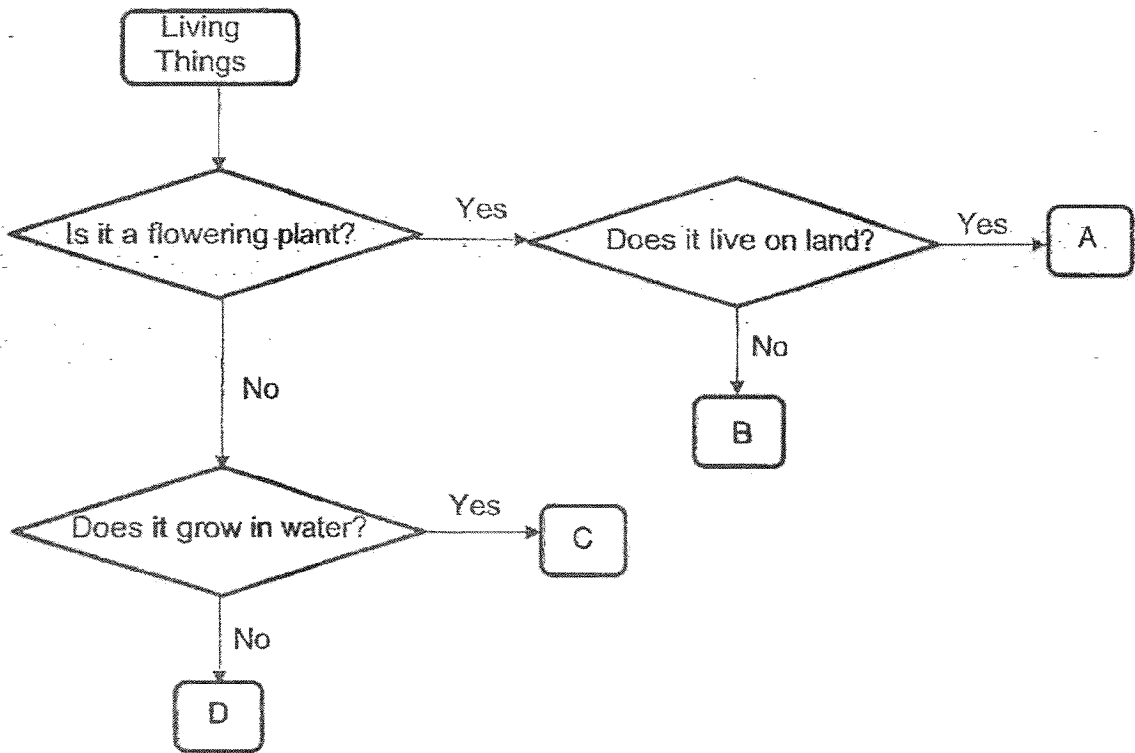 Living
Things
Is it a flowering plant?
Yes
Does it live on land?
Yes
A
No
B
No
Does it grow in water?
Yes
C
No
D